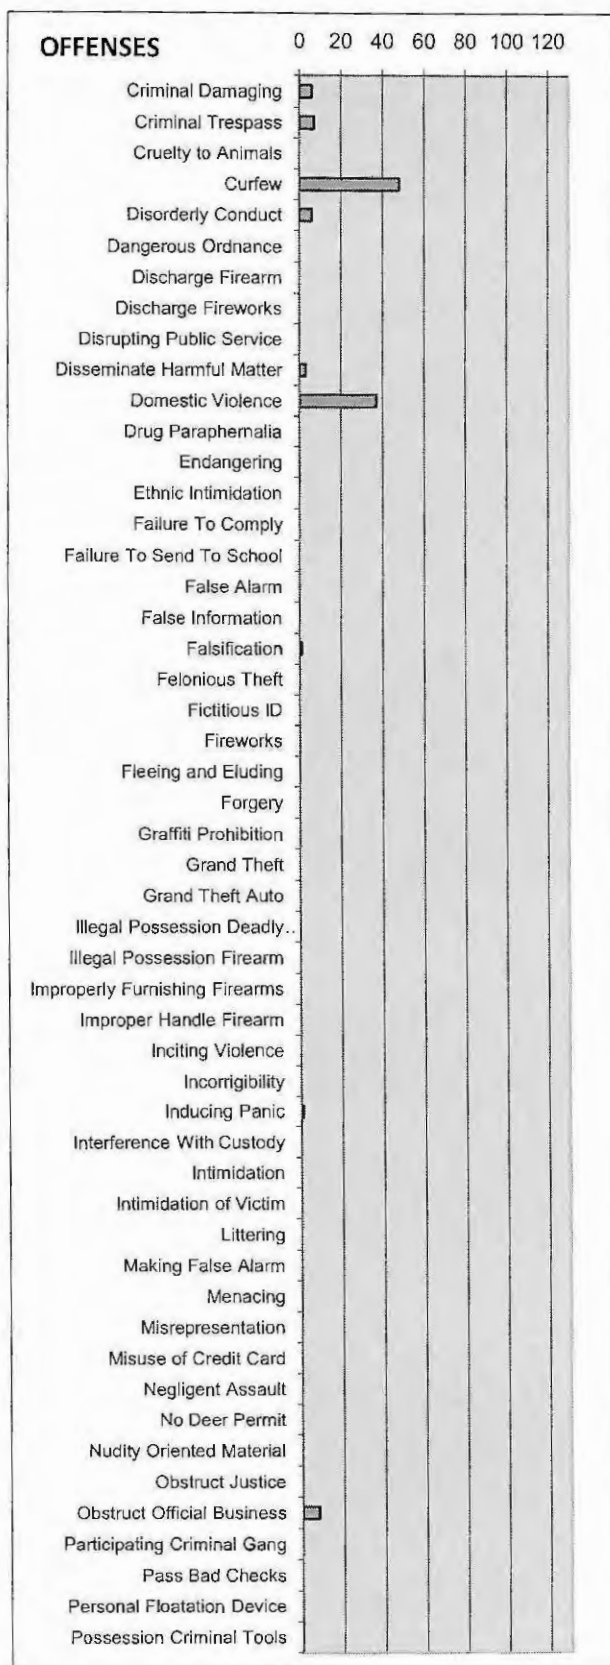 OFFENSES
0 20 40 60 80 100 120
Criminal Damaging
Criminal Trespass
Cruelty to Animals
Curfew
Disorderly Conduct
Dangerous Ordnance
Discharge Firearm
Discharge Fireworks
Disrupting Public Service
Disseminate Harmful Matter
Domestic Violence
Drug Paraphernalia
Endangering
Ethnic Intimidation
Failure To Comply
Failure To Send To School
False Alarm
False Information
Falsification
Felonious Theft
Fictitious ID
Fireworks
Fleeing and Eluding
Forgery
Graffiti Prohibition
Grand Theft
Grand Theft Auto
Illegal Possession Deadly..
Illegal Possession Firearm
Improperly Furnishing Firearms
Improper Handle Firearm
Inciting Violence
Incorrigibility
Inducing Panic
Interference With Custody
Intimidation
Intimidation of Victim
Littering
Making False Alarm
Menacing
Misrepresentation
Misuse of Credit Card
Negligent Assault
No Deer Permit
Nudity Oriented Material
Obstruct Justice
Obstruct Official Business
Participating Criminal Gang
Pass Bad Checks
Personal Floatation Device
Possession Criminal Tools